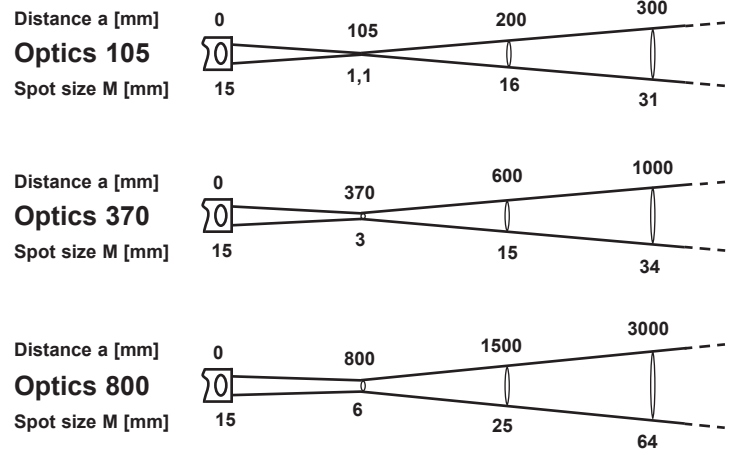 Distance a [mm] 0 105 200 300
Optics 105
Spot size M [mm] 15 1,1 16 31
Distance a [mm] 0 370 600 1000
Optics 370
Spot size M [mm] 15 3 15 34
Distance a [mm] 0 800 1500 3000
Optics 800
Spot size M [mm] 15 6 25 64